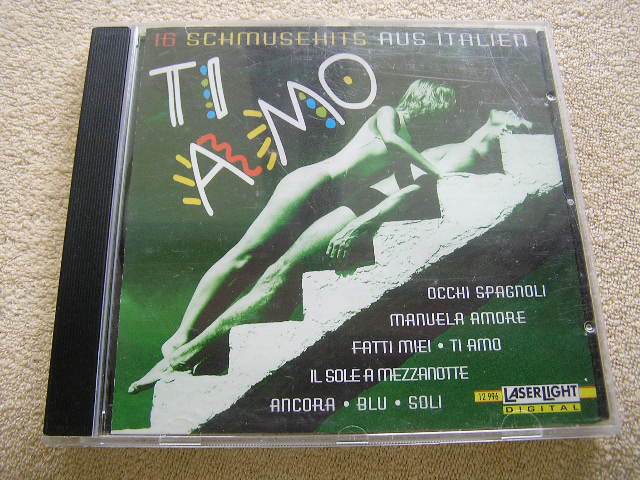 16 SCHMUSEHITS AUS ITALIEN
TI
AMO
OCCHI SPAGNOLI
MANUELA AMORE
FATTI MIEI • TI AMO
IL SOLE A MEZZANOTTE
ANCORA • BLU • SOLI
12 996
LASERLIGHT
DIGITAL